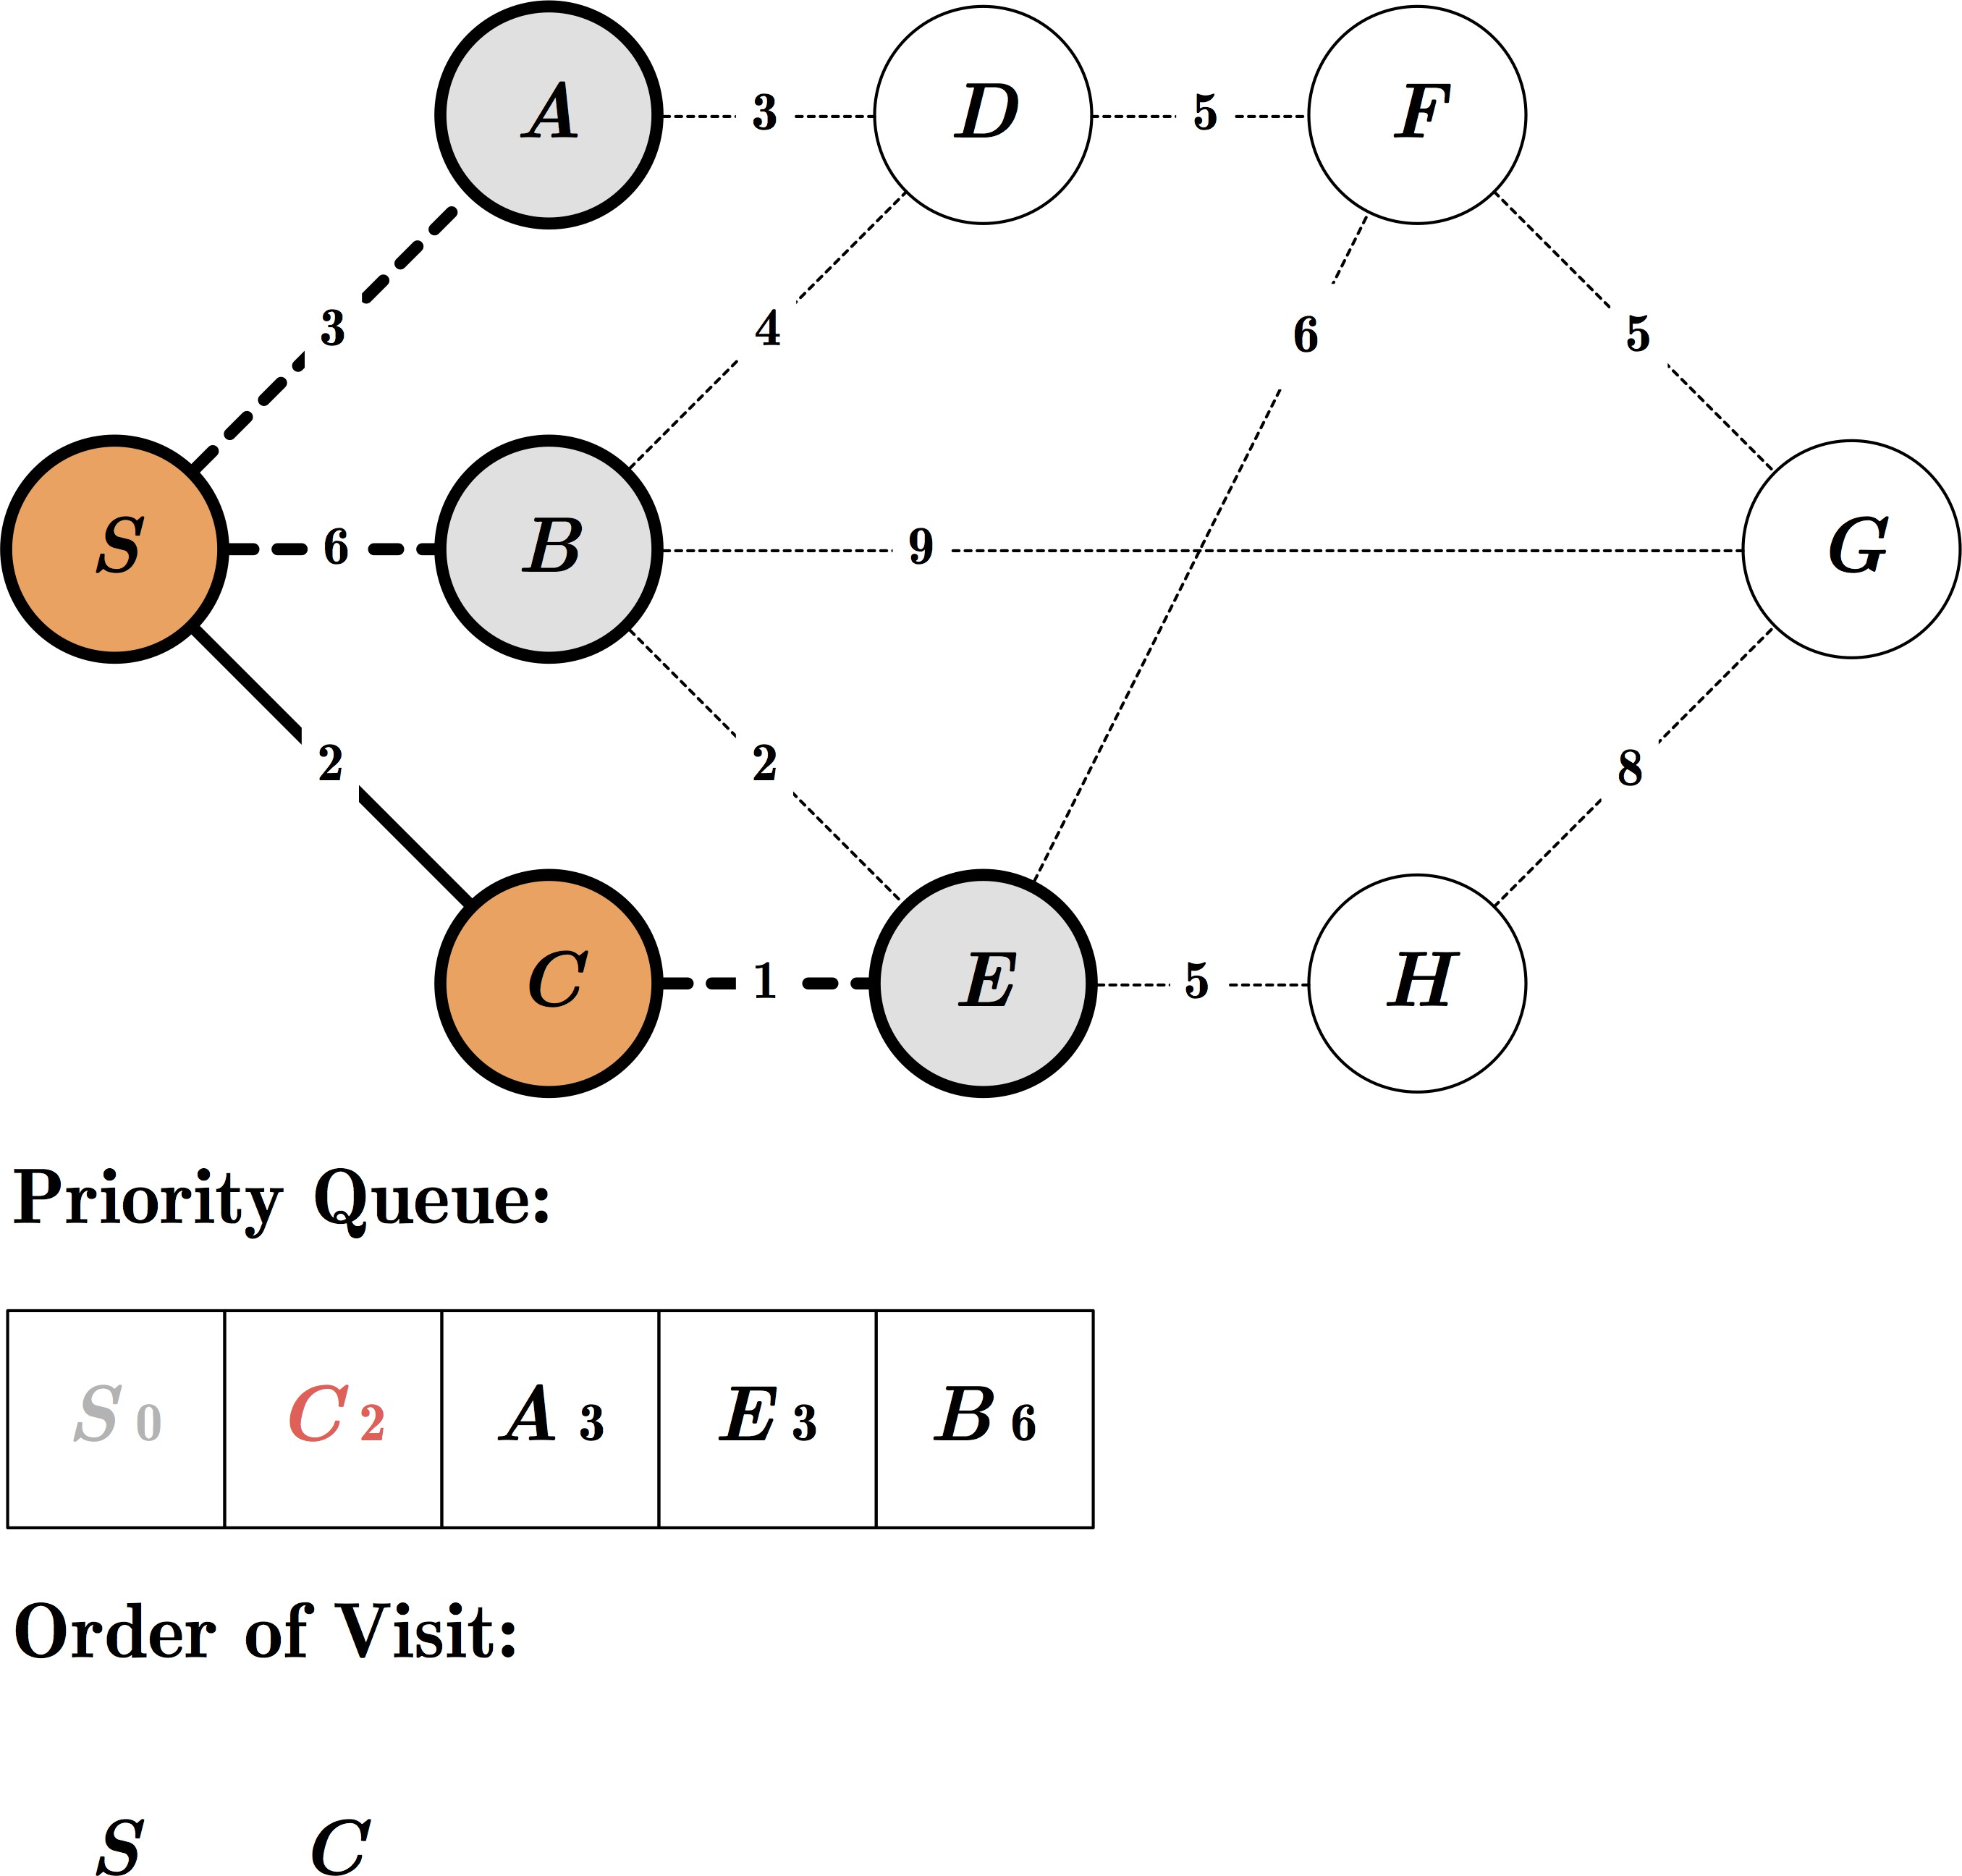 A 3 D 5 F
3 4 6 5
S 6 B 9 G
2 2 8
C 1 E 5 H
Priority Queue:
S 0 C 2 A 3 E 3 B 6
Order of Visit:
S C